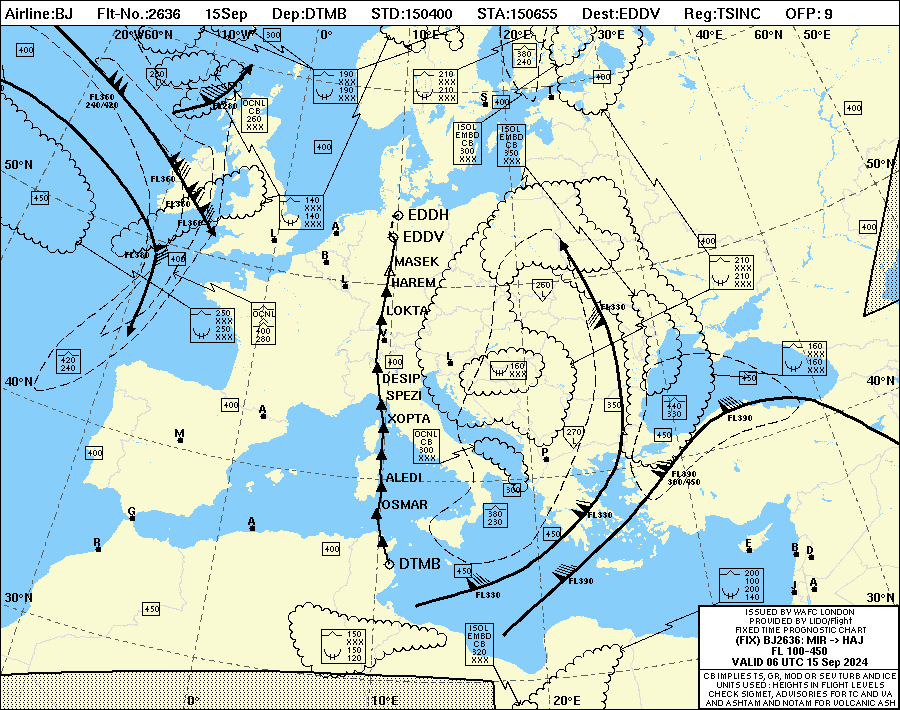 Airline:BJ Flt-No.:2636 15Sep Dep:DTMB STD:150400 STA:150655 Dest:EDDV Reg:TSINC OFP: 9
20°W60°N 10°W 0° 10°E 20°E 30°E 40°E 60°N 50°E
400
300
380
240
190
XXX
190
XXX
210
XXX
210
XXX
400
FL360
240/420
OCNL
CB
260
XXX
S
400
T
400
ISOL
EMBD
CB
300
XXX
ISOL
EMBD
CB
350
XXX
400
50°N
50°N
FL360
450
FL360
FL360
140
XXX
140
XXX
EDDH
EDDV
L
A
B
L
MASEK
HAREM
400
400
FL380
400
210
XXX
210
XXX
260
L
FL330
250
XXX
250
XXX
OCNL
400
280
LOKTA
V
420
240
400
DESIP
SPEZI
L
160
XXX
160
XXX
160
XXX
450
40°N
40°N
400
A
XOPTA
350
440
330
FL390
M
400
OCNL
CB
300
XXX
270
L
450
P
ALEDI
300
FL390
300/450
OSMAR
380
230
FL330
G
A
450
R
400
DTMB
450
FL330
FL390
E
B
D
J
A
30°N
30°N
450
200
100
200
140
150
XXX
150
120
ISOL
EMBD
CB
320
XXX
ISSUED BY WAFC LONDON
PROVIDED BY LIDO/Flight
FIXED TIME PROGNOSTIC CHART
(FIX) BJ2636: MIR -> HAJ
FL 100-450
VALID 06 UTC 15 Sep 2024
CB IMPLIES TS, GR, MOD OR SEV TURB AND ICE
UNITS USED : HEIGHTS IN FLIGHT LEVELS
CHECK SIGMET, ADVISORIES FOR TC AND VA
AND ASHTAM AND NOTAM FOR VOLCANIC ASH
0° 10°E 20°E